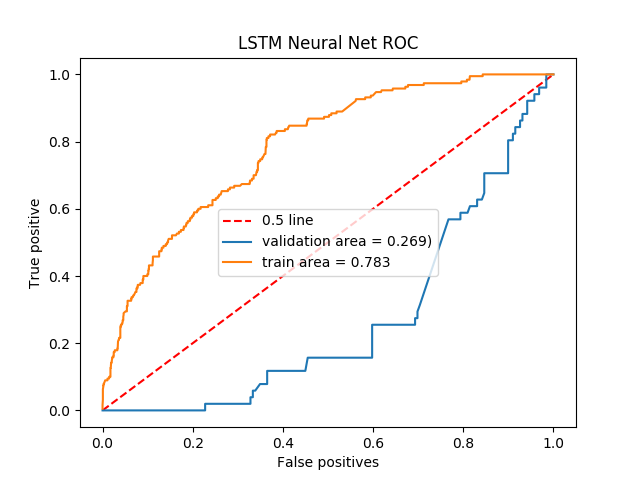 LSTM Neural Net ROC
1.0
0.8
0.6
0.4
0.2
0.0
True positive
0.5 line
validation area = 0.269)
train area = 0.783
0.0 0.2 0.4 0.6 0.8 1.0
False positives